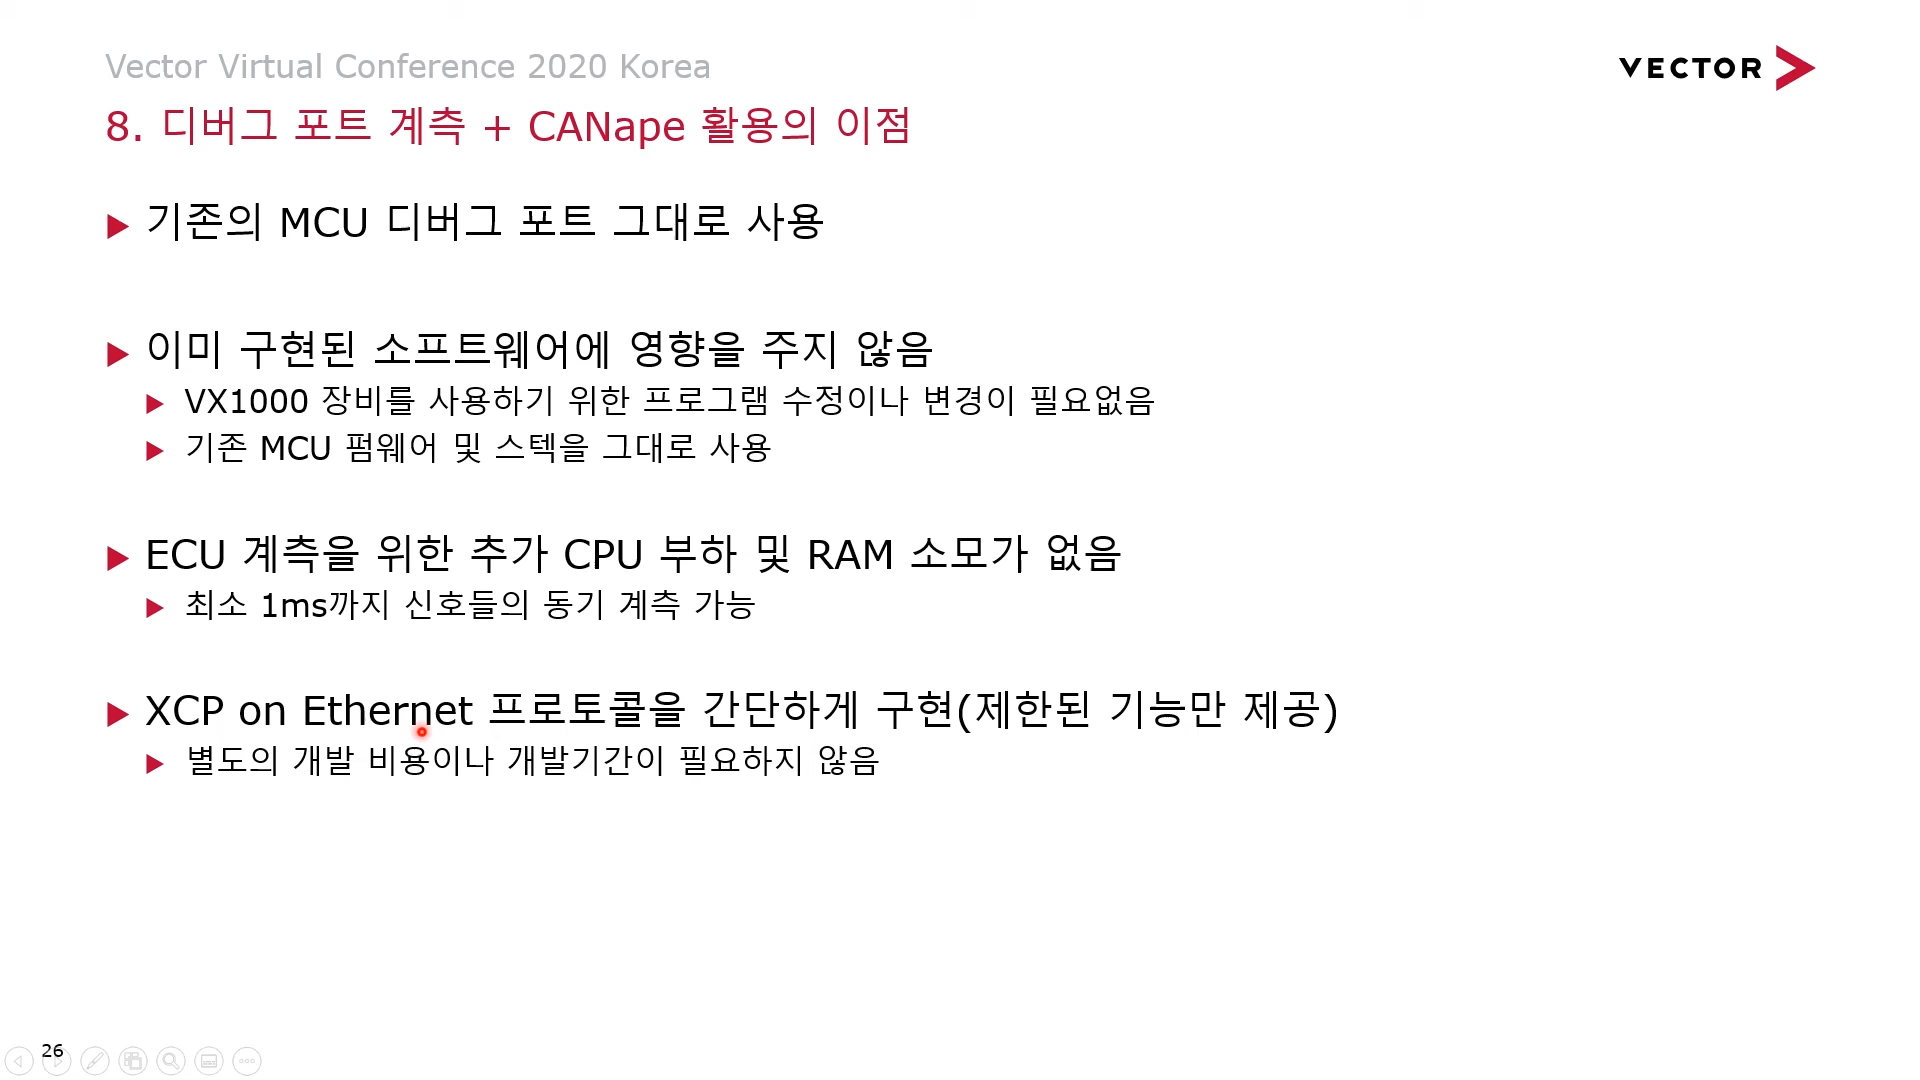 Vector Virtual Conference 2020 Korea
VECTOR
8. 디버그 포트 계측 + CANape 활용의 이점
기존의 MCU 디버그 포트 그대로 사용
이미 구현된 소프트웨어에 영향을 주지 않음
VX1000 장비를 사용하기 위한 프로그램 수정이나 변경이 필요없음
기존 MCU 펌웨어 및 스텍을 그대로 사용
ECU 계측을 위한 추가 CPU 부하 및 RAM 소모가 없음
최소 1ms까지 신호들의 동기 계측 가능
XCP on Ethernet 프로토콜을 간단하게 구현(제한된 기능만 제공)
별도의 개발 비용이나 개발기간이 필요하지 않음
26